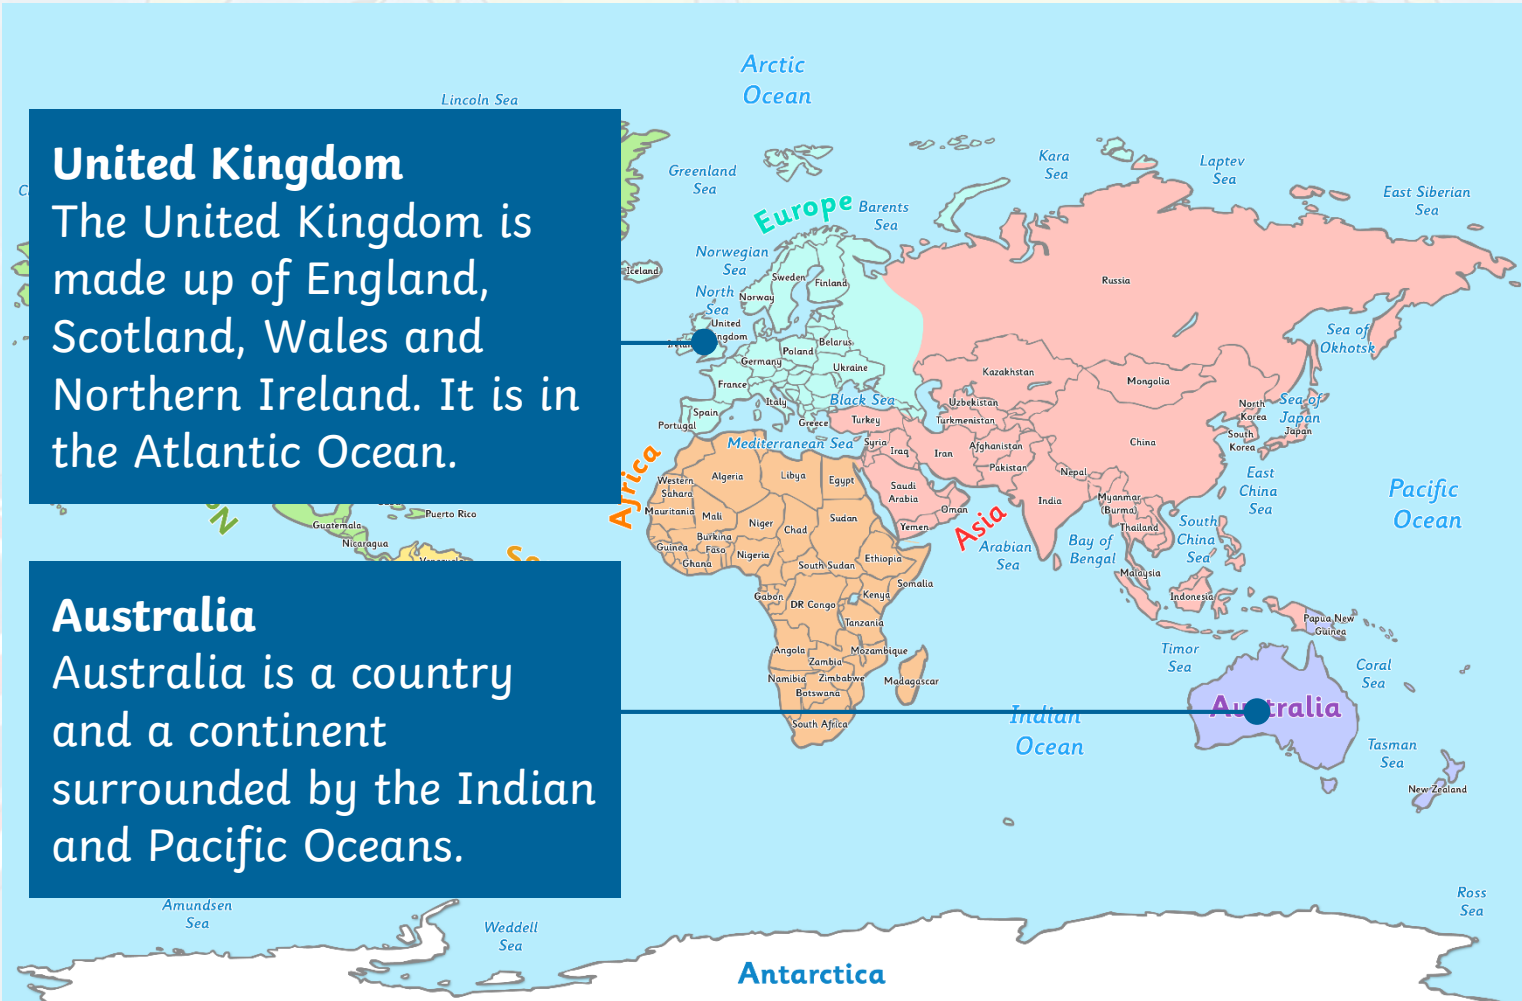 Arctic
Ocean
Lincoln Sea
United Kingdom
The United Kingdom is
made up of England,
Scotland, Wales and
Northern Ireland. It is in
the Atlantic Ocean.
Greenland
Sea
Kara
Sea
Laptev
Sea
East Siberian
Sea
Europe
Barents
Sea
Norwegian
Sea
Iceland
Sweden
Finland
Norway
Russia
North
Sea
United
Poland
Belarus
Germany
Ukraine
France
Italy
Spain
Portugal
Greece
Black Sea
Turkey
Mediterranean Sea
Kazakhstan
Mongolia
Uzbekistan
Turkmenistan
Sea of
Okhotsk
North
Korea
South
Korea
Sea of
Japan
Japan
China
Syria
Iraq
Iran
Afghanistan
Pakistan
Nepal
India
Saudi
Arabia
Oman
Yemen
Myanmar
(Burma)
Thailand
East
China
Sea
South
China
Sea
Pacific
Ocean
Asia
Arabian
Sea
Bay of
Bengal
Malaysia
Indonesia
Papua New
Guinea
Africa
Western
Sahara
Algeria
Libya
Egypt
Mauritania
Mali
Niger
Chad
Sudan
Burkina
Faso
Guinea
Ghana
Nigeria
South Sudan
Ethiopia
Somalia
Gabon
DR Congo
Kenya
Tanzania
Angola
Zambia
Mozambique
Namibia
Zimbabwe
Botswana
Madagascar
South Africa
Guatemala
Nicaragua
Puerto Rico
Australia
Australia is a country
and a continent
surrounded by the Indian
and Pacific Oceans.
Timor
Sea
Coral
Sea
Indian
Ocean
Tasman
Sea
New Zealand
Amundsen
Sea
Weddell
Sea
Ross
Sea
Antarctica